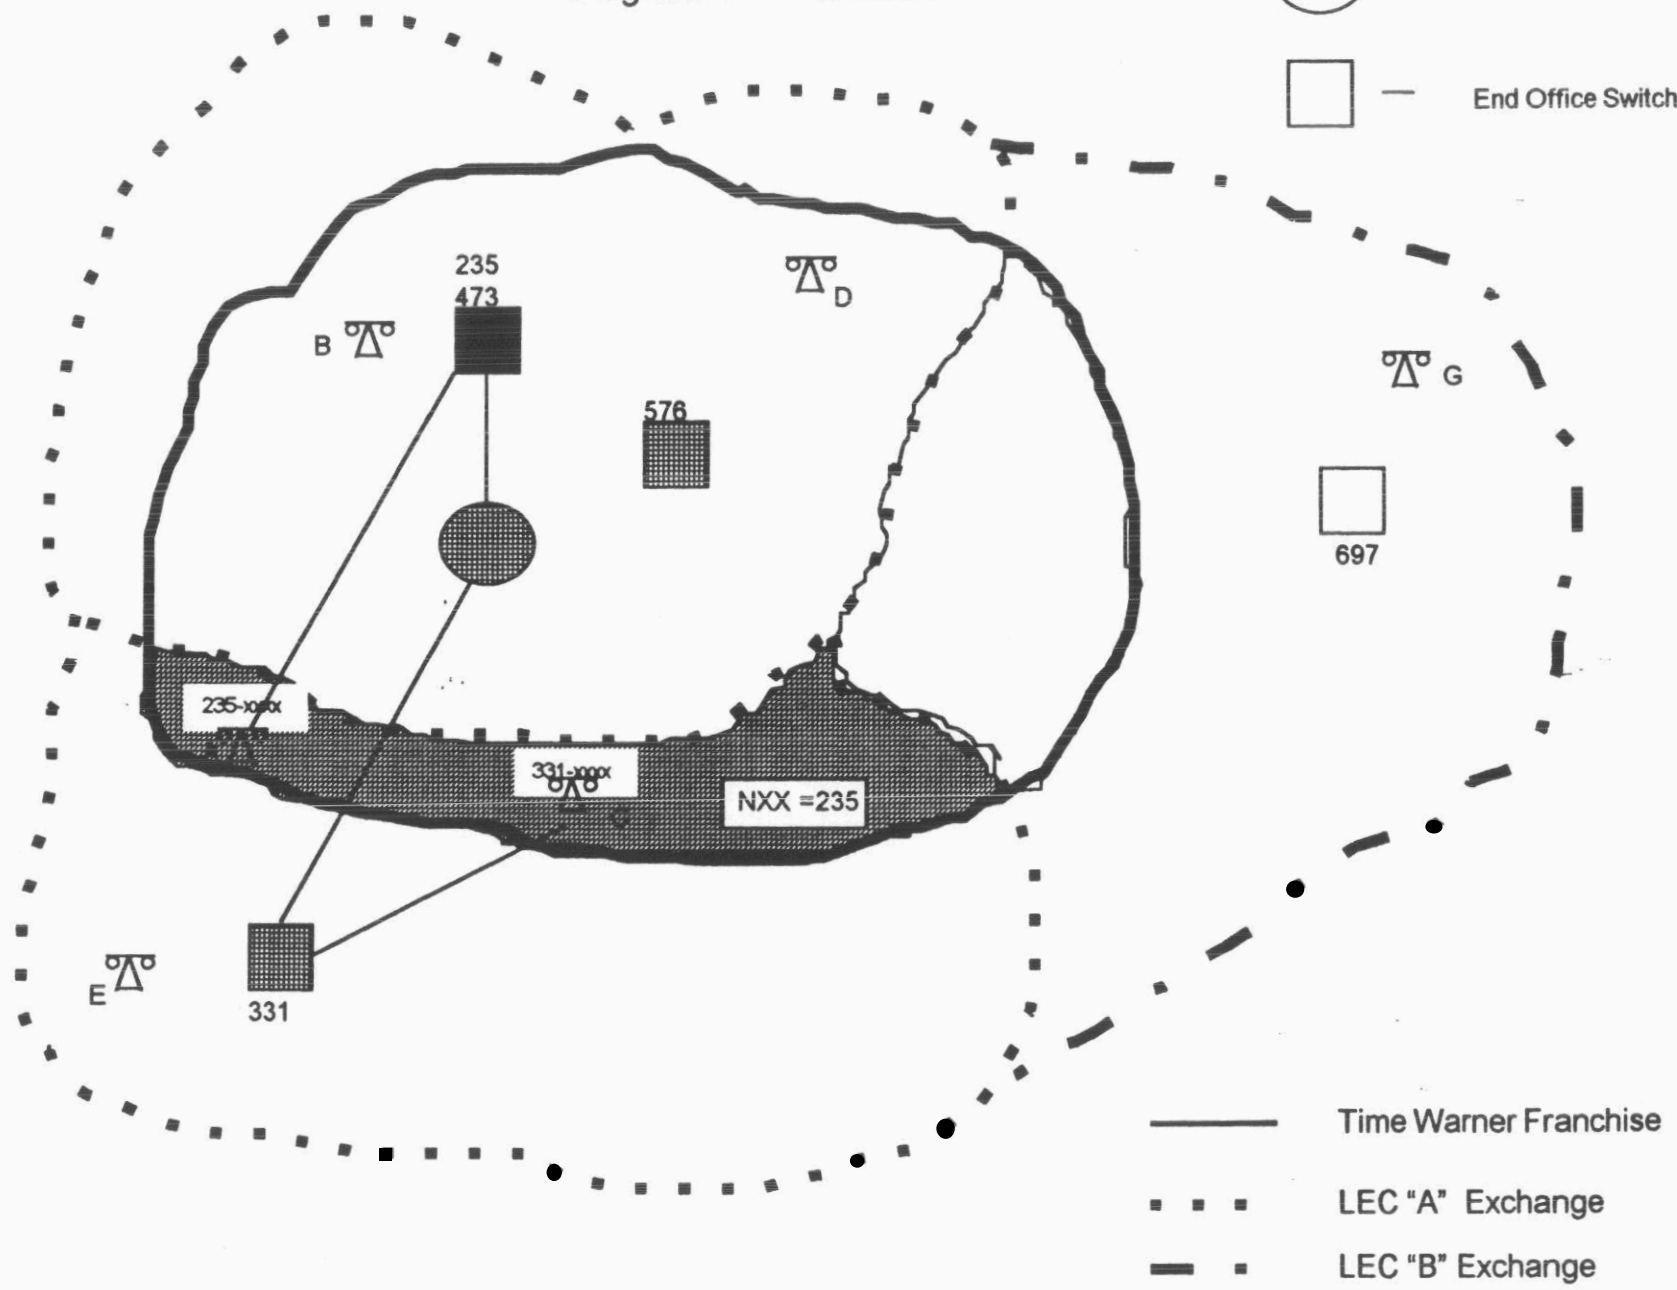 End Office Switch
235
473
D
B
G
576
697
235-xxxx
331-xxxx
NXX =235
C
E
331
Time Warner Franchise
LEC “A” Exchange
LEC “B” Exchange